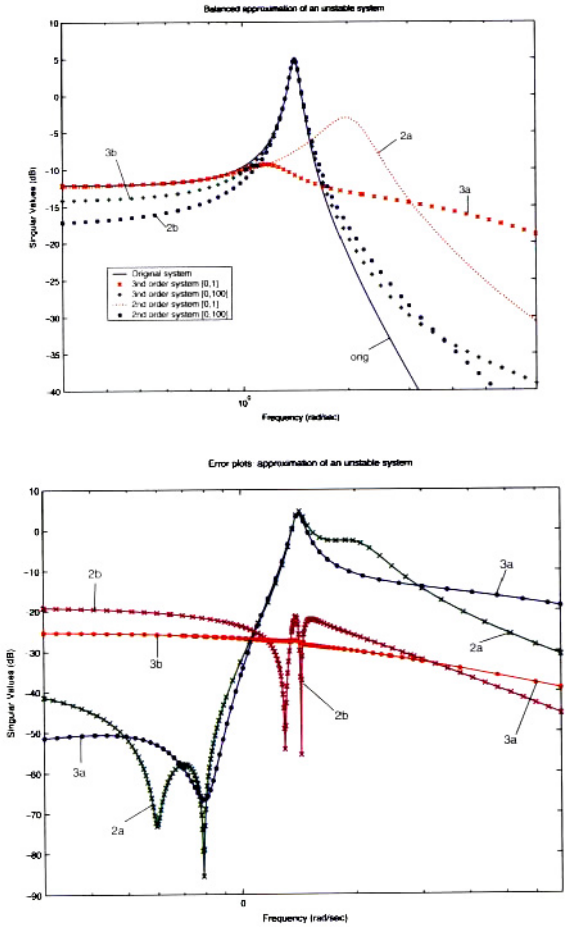 Balanced approximation of an unstable system
10
5
0
-5
-10
-15
-20
-25
-30
-35
-40
Singular Values (dB)
3b
2a
3a
2b
Original system
3nd order system [0,1]
3nd order system [0,100]
2nd order system [0,1]
2nd order system [0,100]
orig
10⁰
Frequency (rad/sec)
Error plots approximation of an unstable system
10
0
-10
-20
-30
-40
-50
-60
-70
-80
-90
Singular Values (dB)
2b
3a
3b
2a
2b
3a
3a
2a
0
Frequency (rad/sec)